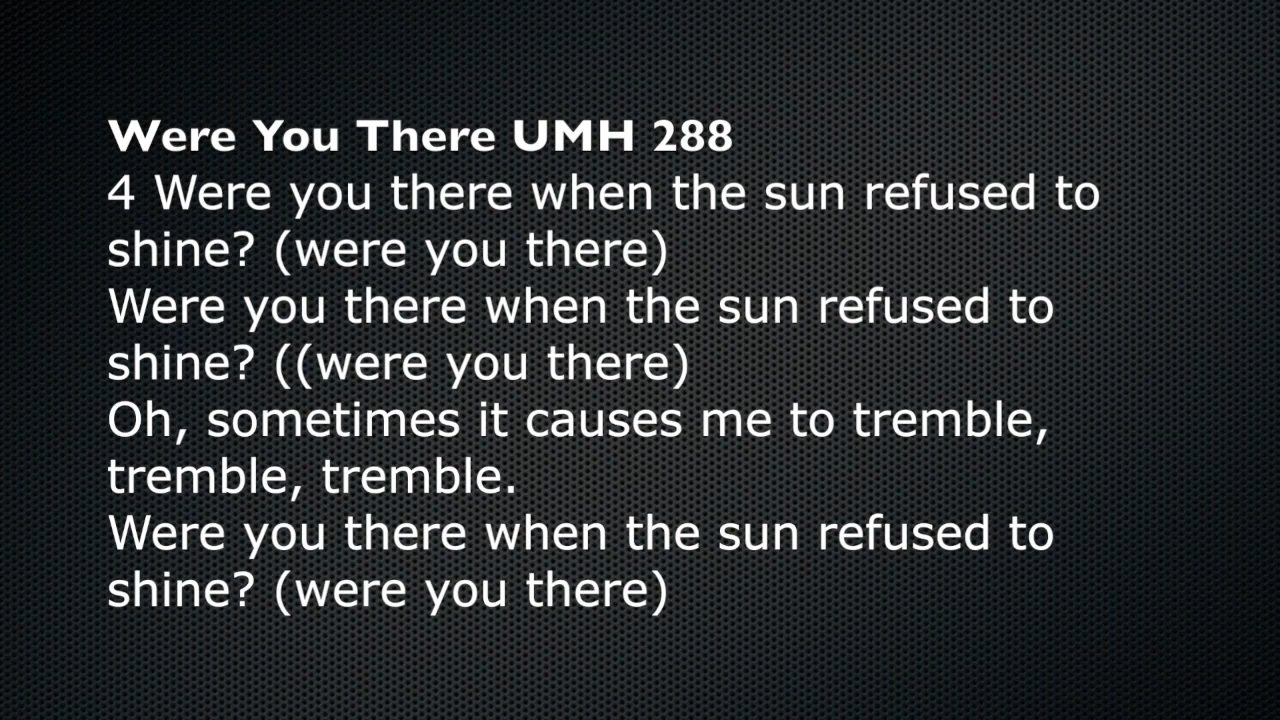 Were You There UMH 288
4 Were you there when the sun refused to
shine? (were you there)
Were you there when the sun refused to
shine? ((were you there)
Oh, sometimes it causes me to tremble,
tremble, tremble.
Were you there when the sun refused to
shine? (were you there)